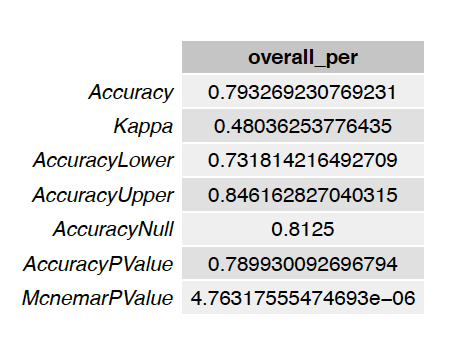 overall_per
Accuracy 0.793269230769231
Kappa 0.48036253776435
AccuracyLower 0.731814216492709
AccuracyUpper 0.846162827040315
AccuracyNull 0.8125
AccuracyPValue 0.789930092696794
McnemarPValue 4.76317555474693e−06